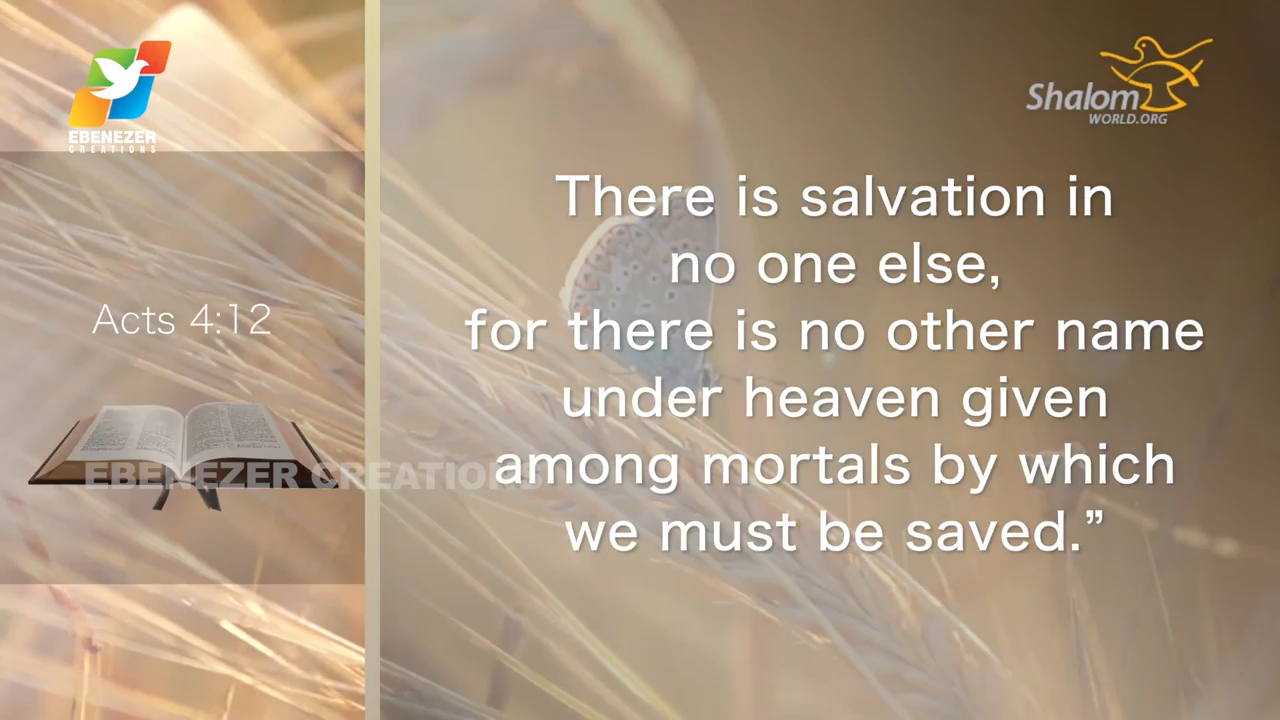 EBENEZER
CREATIONS
Shalom
WORLD.ORG
Acts 4:12
There is salvation in
no one else,
for there is no other name
under heaven given
among mortals by which
we must be saved.”
EBENEZER CREATIONS